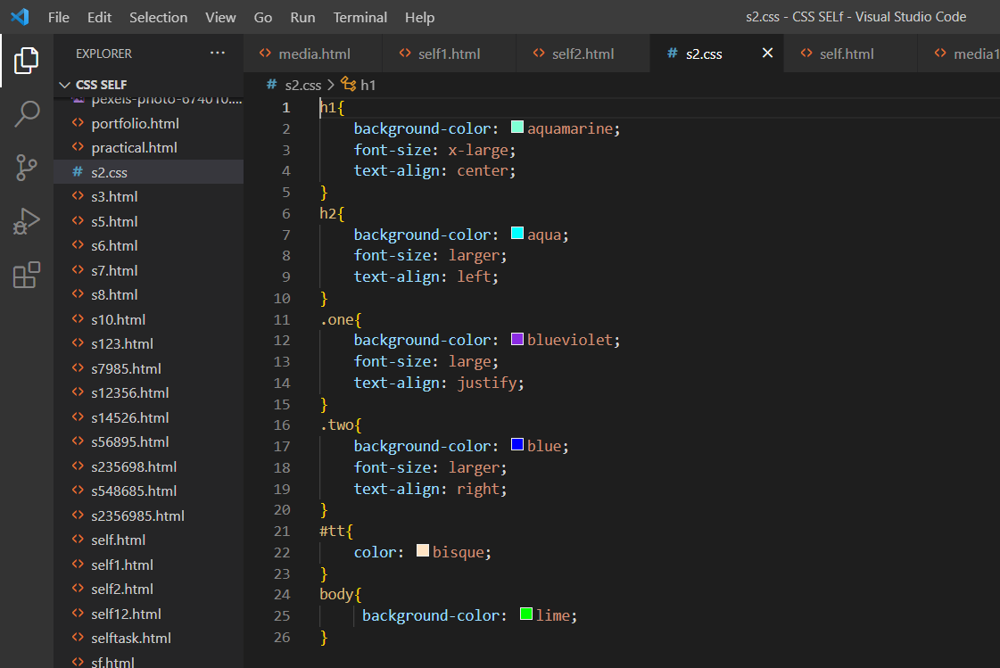 File Edit Selection View Go Run Terminal Help s2.css - CSS SELf - Visual Studio Code
EXPLORER ...
media.html self1.html self2.html # s2.css self.html media1
CSS SELF
pexels-photo-674010....
portfolio.html
practical.html
# s2.css
s3.html
s5.html
s6.html
s7.html
s8.html
s10.html
s123.html
s7985.html
s12356.html
s14526.html
s56895.html
s235698.html
s548685.html
s2356985.html
self.html
self1.html
self2.html
self12.html
selftask.html
sf.html
# s2.css > h1
1 h1{
2     background-color: aquamarine;
3     font-size: x-large;
4     text-align: center;
5 }
6 h2{
7     background-color: aqua;
8     font-size: larger;
9     text-align: left;
10 }
11 .one{
12     background-color: blueviolet;
13     font-size: large;
14     text-align: justify;
15 }
16 .two{
17     background-color: blue;
18     font-size: larger;
19     text-align: right;
20 }
21 #tt{
22     color: bisque;
23 }
24 body{
25      background-color: lime;
26 }